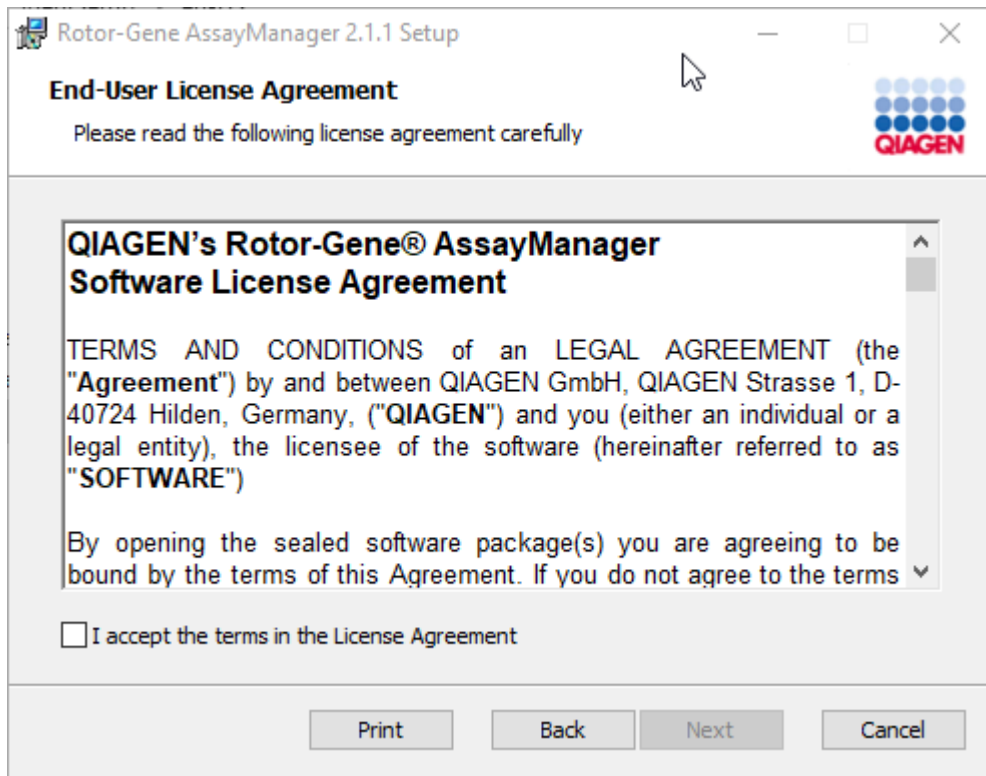 Rotor-Gene AssayManager 2.1.1 Setup
End-User License Agreement
Please read the following license agreement carefully
QIAGEN
QIAGEN’s Rotor-Gene® AssayManager
Software License Agreement
TERMS AND CONDITIONS of an LEGAL AGREEMENT (the
"Agreement") by and between QIAGEN GmbH, QIAGEN Strasse 1, D-
40724 Hilden, Germany, ("QIAGEN") and you (either an individual or a
legal entity), the licensee of the software (hereinafter referred to as
"SOFTWARE")
By opening the sealed software package(s) you are agreeing to be
bound by the terms of this Agreement. If you do not agree to the terms
I accept the terms in the License Agreement
Print
Back
Next
Cancel